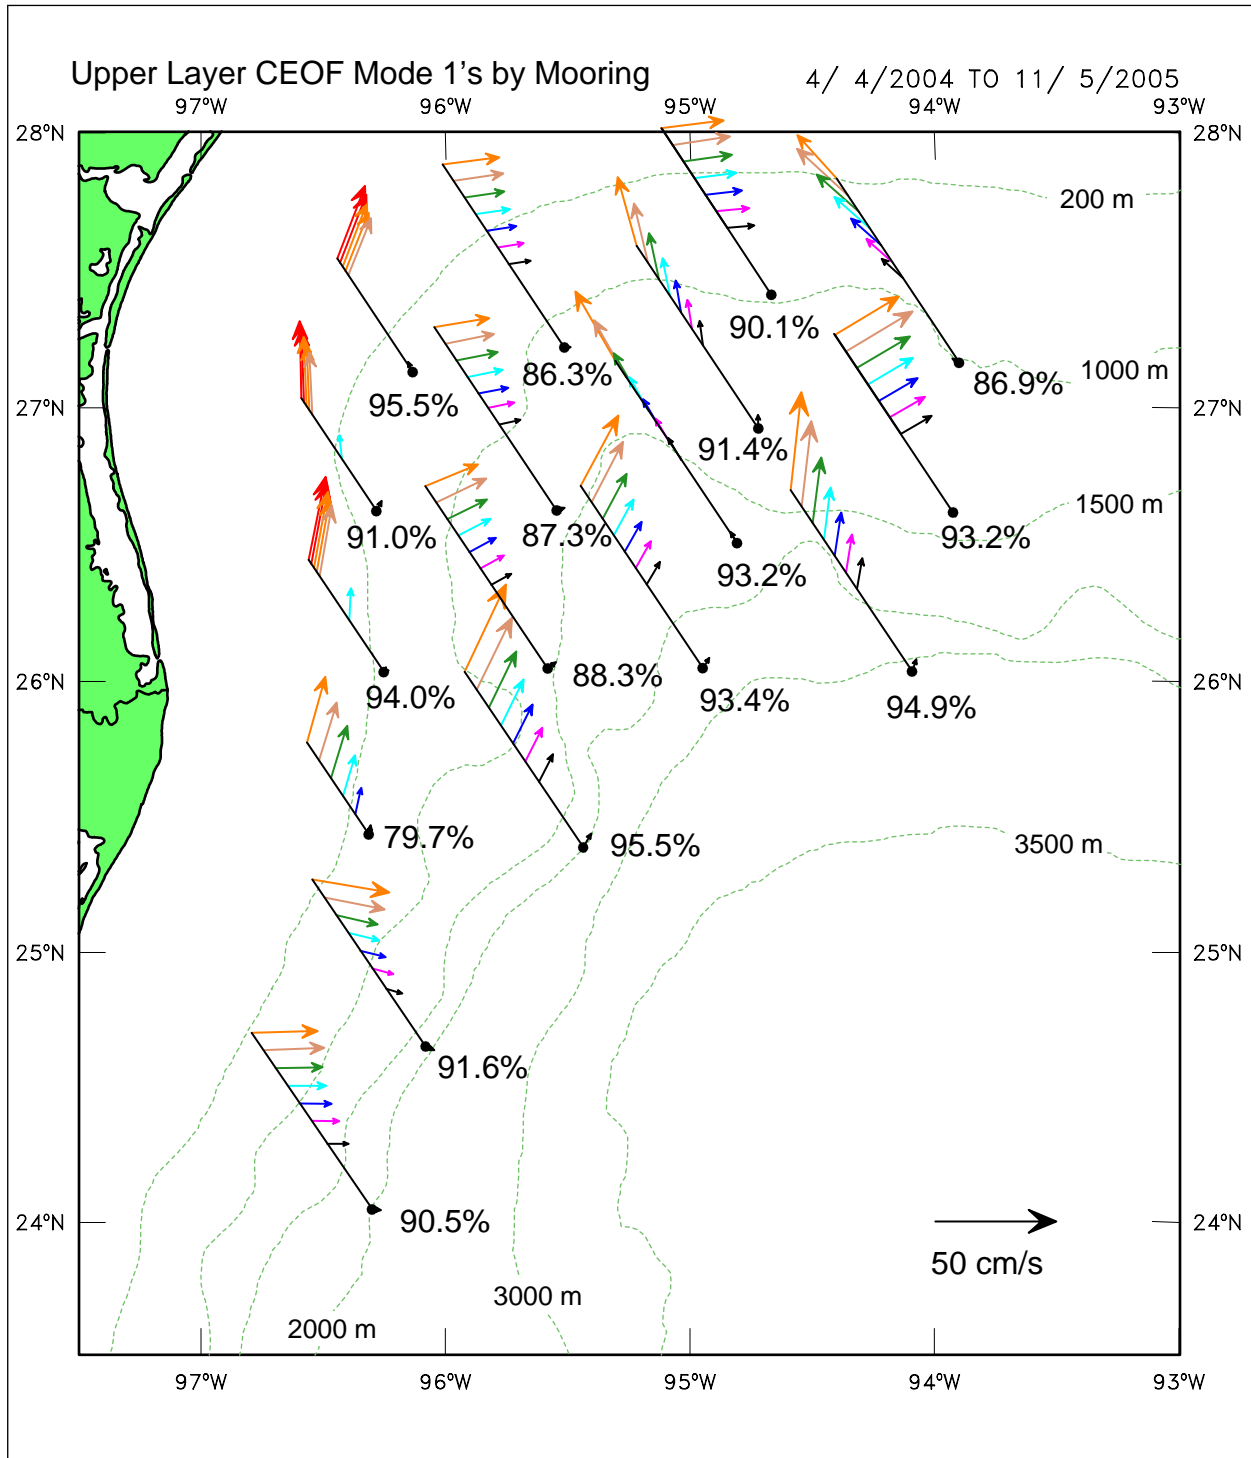 Upper Layer CEOF Mode 1's by Mooring
4/ 4/2004 TO 11/ 5/2005
97°W 96°W 95°W 94°W 93°W
28°N 28°N
200 m
90.1%
86.3%
86.9%
1000 m
95.5%
27°N 27°N
91.4%
1500 m
91.0%
87.3%
93.2%
93.2%
26°N 26°N
94.0%
88.3%
93.4%
94.9%
79.7%
95.5%
3500 m
25°N 25°N
91.6%
90.5%
24°N 24°N
50 cm/s
3000 m
2000 m
97°W 96°W 95°W 94°W 93°W